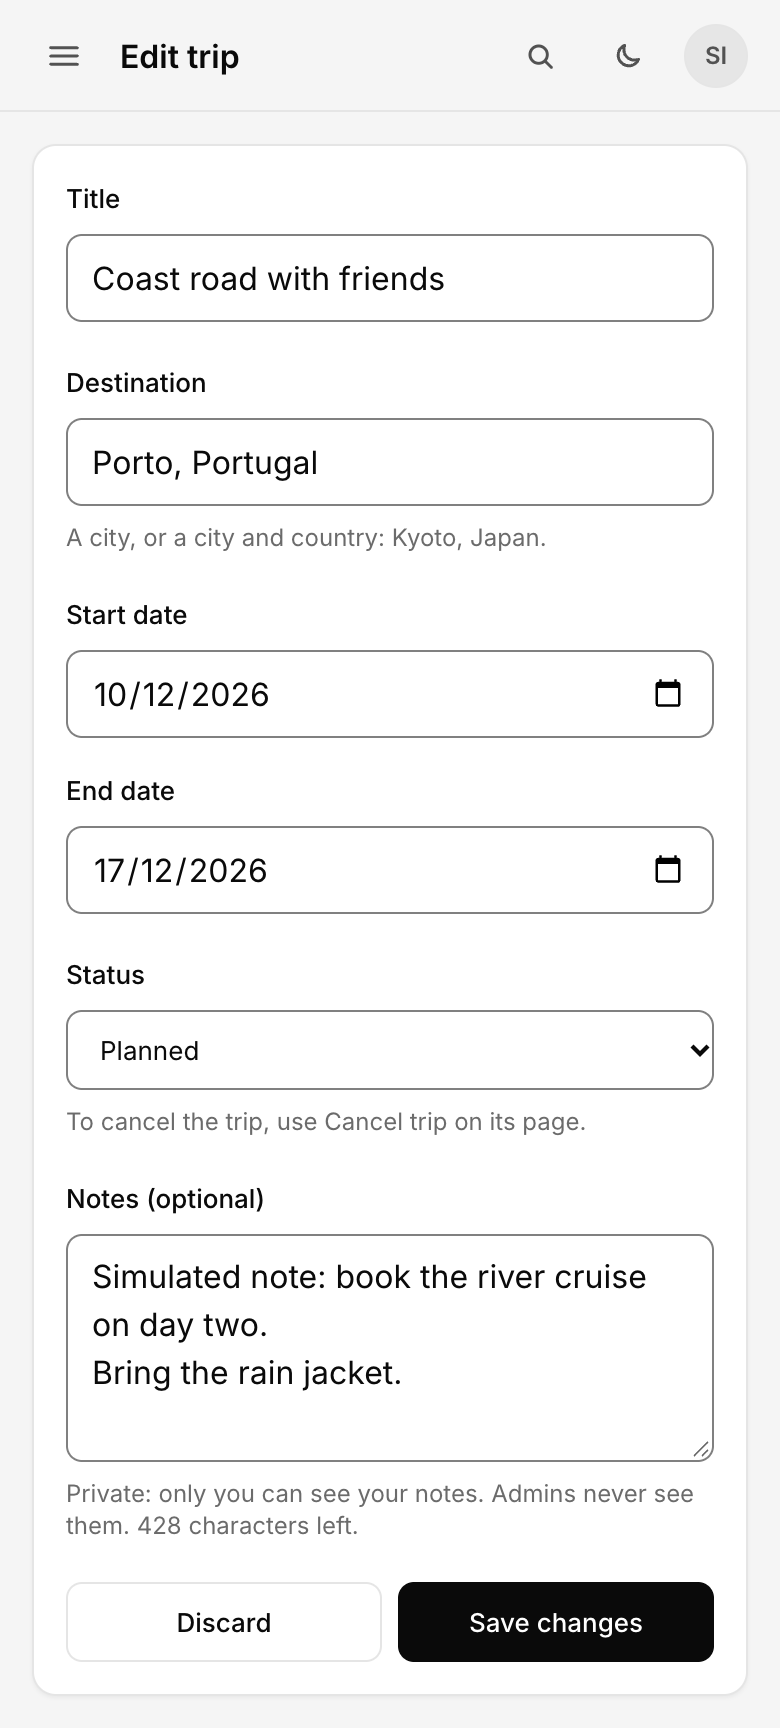 Edit trip
SI
Title
Coast road with friends
Destination
Porto, Portugal
A city, or a city and country: Kyoto, Japan.
Start date
10/12/2026
End date
17/12/2026
Status
Planned
To cancel the trip, use Cancel trip on its page.
Notes (optional)
Simulated note: book the river cruise
on day two.
Bring the rain jacket.
Private: only you can see your notes. Admins never see
them. 428 characters left.
Discard
Save changes